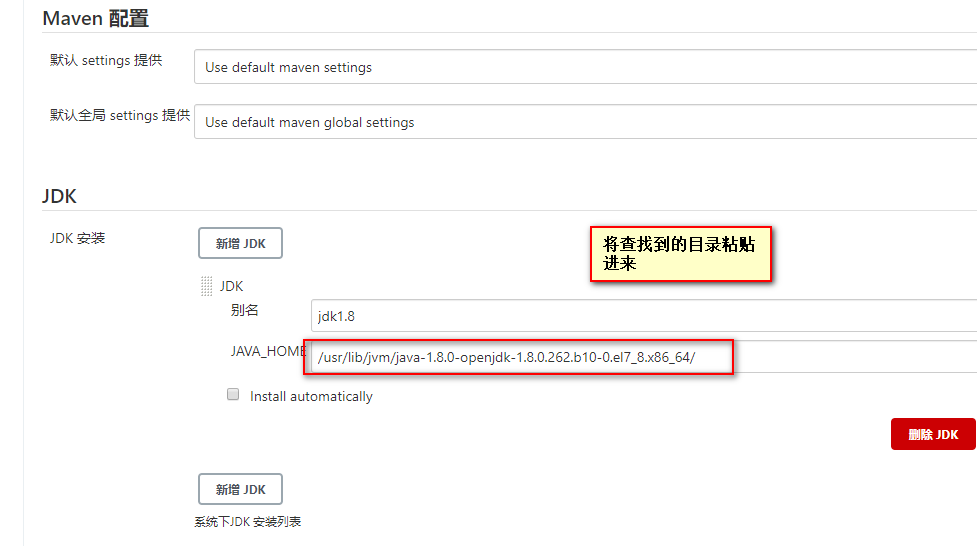 Maven 配置
默认 settings 提供
Use default maven settings
默认全局 settings 提供
Use default maven global settings
JDK
JDK 安装
新增 JDK
将查找到的目录粘贴
进来
JDK
别名
jdk1.8
JAVA_HOME
/usr/lib/jvm/java-1.8.0-openjdk-1.8.0.262.b10-0.el7_8.x86_64/
Install automatically
删除 JDK
新增 JDK
系统下JDK 安装列表